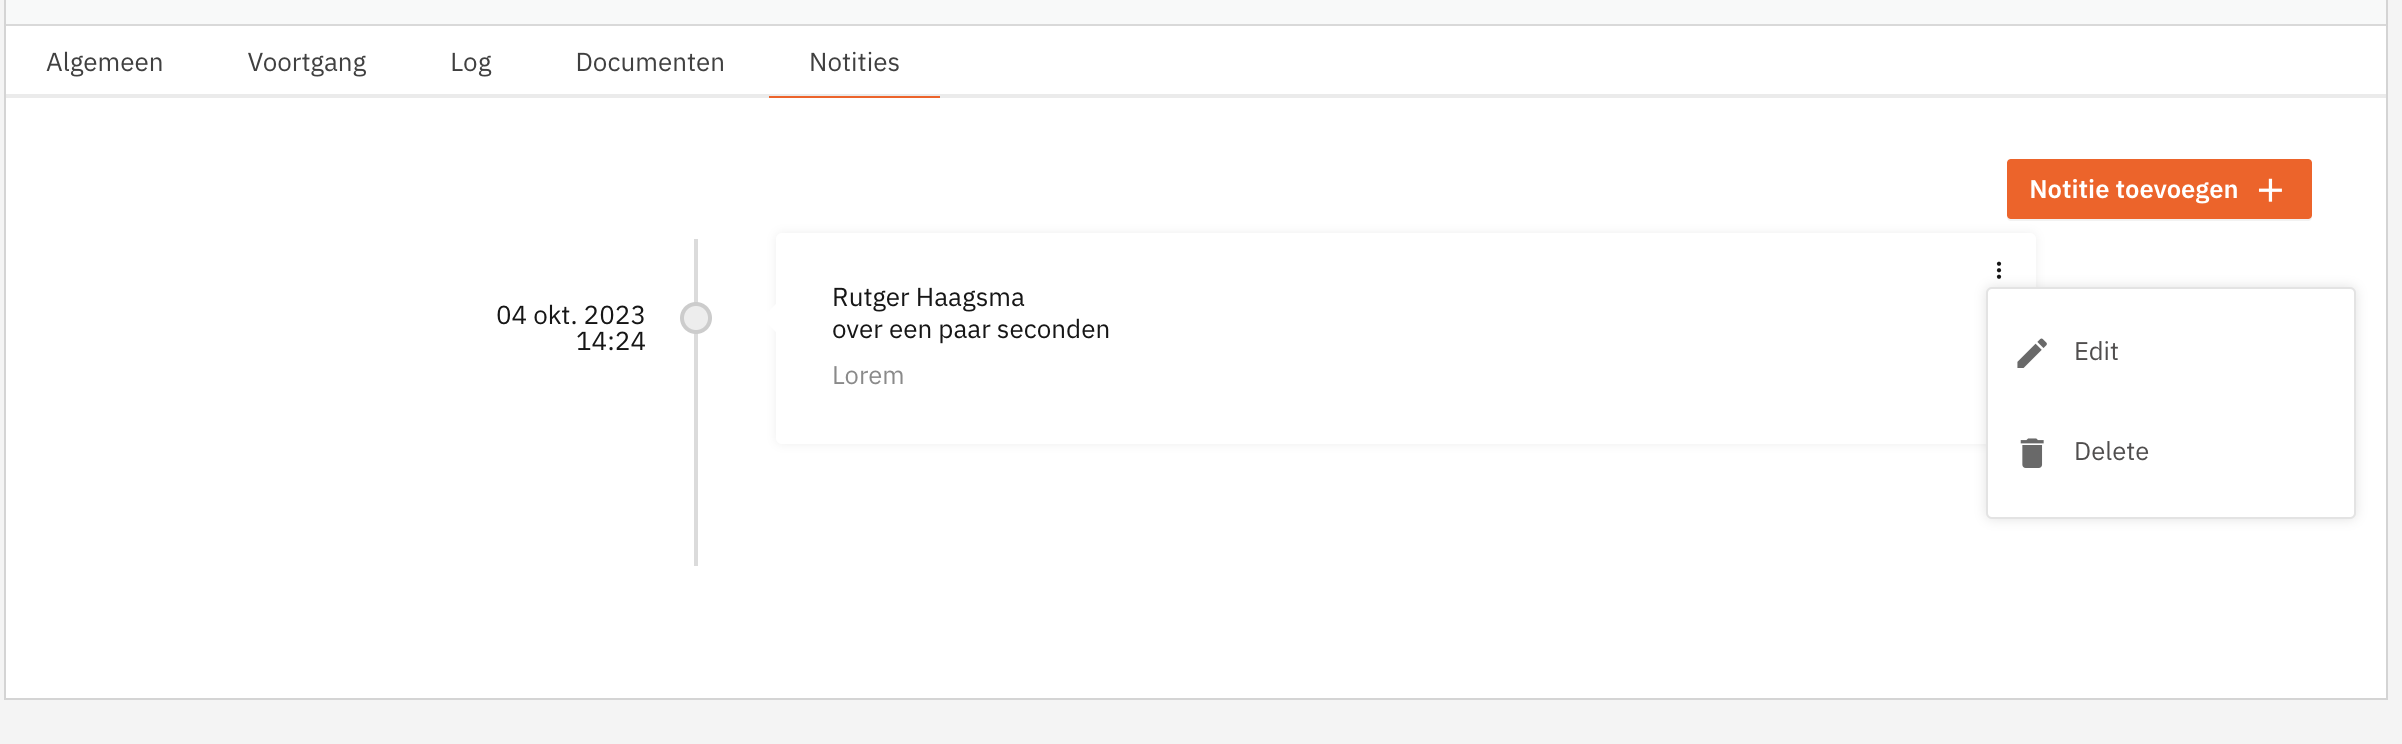 Algemeen Voortgang Log Documenten Notities
Notitie toevoegen
04 okt. 2023
14:24
Rutger Haagsma
over een paar seconden
Lorem
Edit
Delete